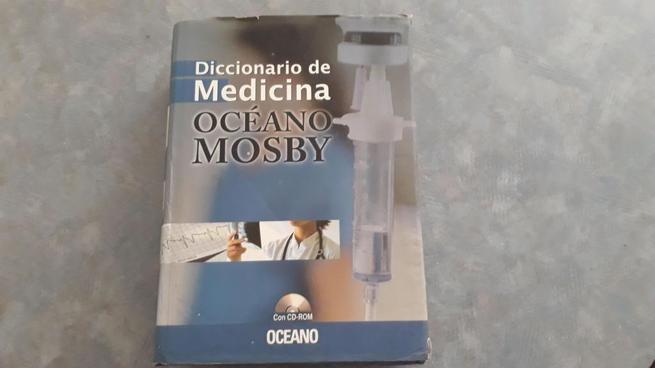 Diccionario de
Medicina
OCÉANO
MOSBY
Con CD-ROM
OCEANO